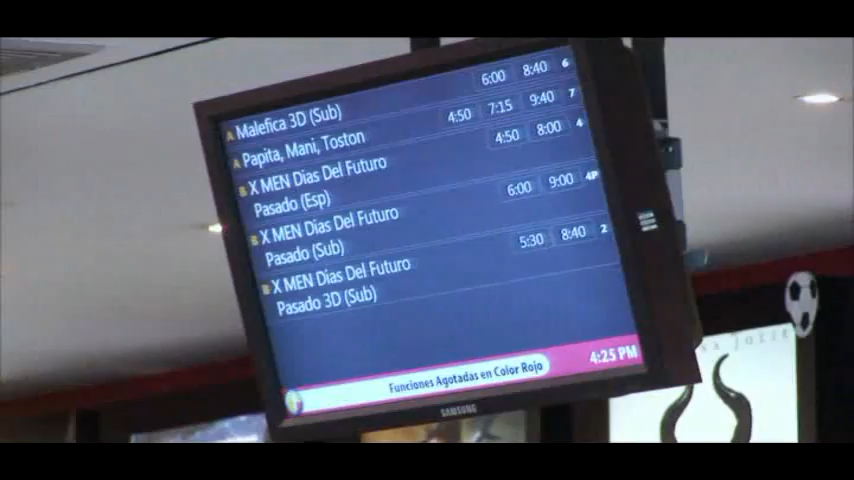 A Malefica 3D (Sub) 6:00 8:40 6
A Papita, Mani, Toston 4:50 7:15 9:40 7
B X MEN Dias Del Futuro 4:50 8:00 4
Pasado (Esp)
B X MEN Dias Del Futuro 6:00 9:00 4P
Pasado (Sub)
B X MEN Dias Del Futuro 5:30 8:40 2
Pasado 3D (Sub)
Funciones Agotadas en Color Rojo 4:25 PM
SAMSUNG
JOLIE